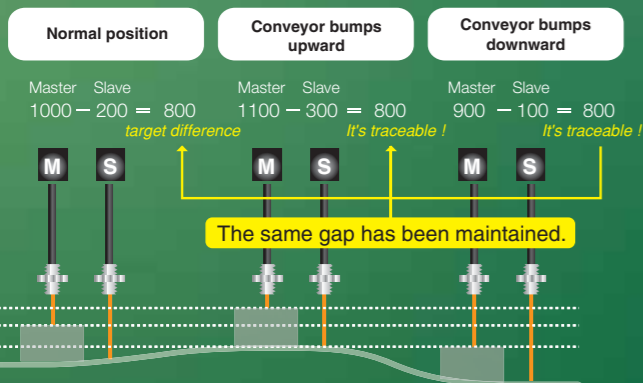 Normal position
Conveyor bumps
upward
Conveyor bumps
downward
Master Slave
1000 – 200 = 800
target difference
Master Slave
1100 – 300 = 800
It's traceable !
Master Slave
900 – 100 = 800
It's traceable !
M S
M S
M S
The same gap has been maintained.